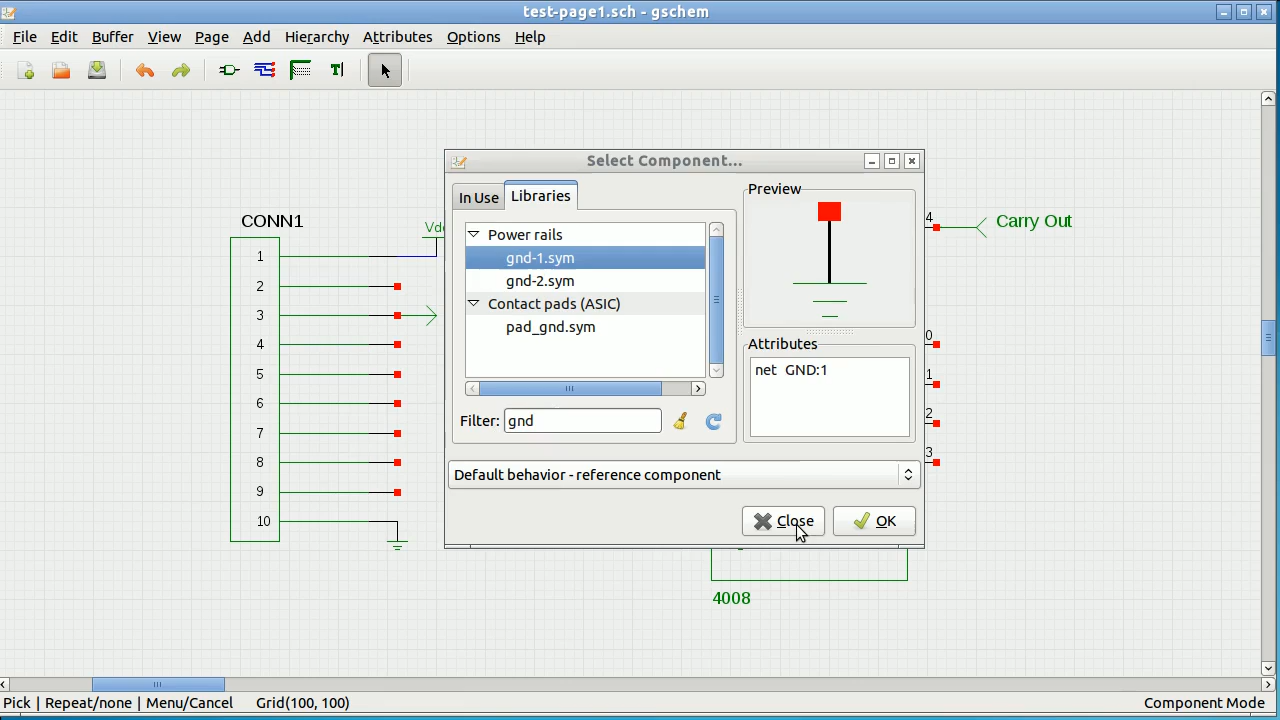 test-page1.sch - gschem
File Edit Buffer View Page Add Hierarchy Attributes Options Help
Select Component...
In Use Libraries
Power rails
gnd-1.sym
gnd-2.sym
Contact pads (ASIC)
pad_gnd.sym
Filter: gnd
Preview
Attributes
net GND:1
Default behavior - reference component
Close OK
CONN1
1
2
3
4
5
6
7
8
9
10
4
Carry Out
0
1
2
3
4008
Pick | Repeat/none | Menu/Cancel Grid(100, 100)
Component Mode